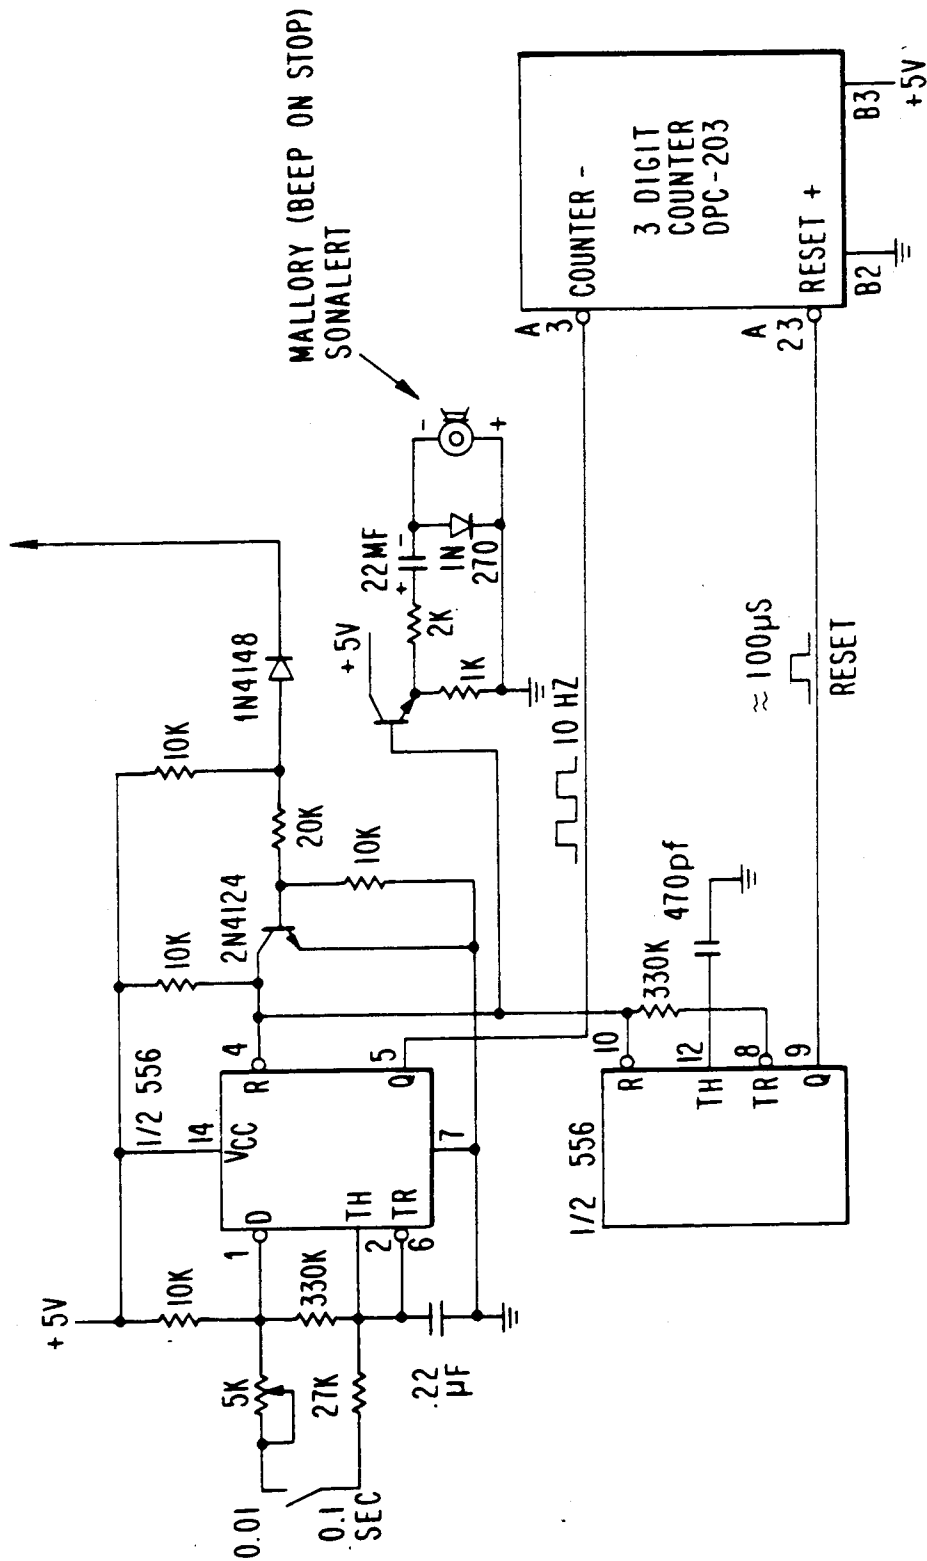 MALLORY (BEEP ON STOP)
SONALERT
+5V
10K
10K
10K
1N4148
20K
10K
2N4124
1/2 556
14
VCC
R
4
Q
5
7
1
D
TH
2
TR
6
330K
5K
27K
0.01
0.1
SEC
.22
µF
+5V
22MF
+
-
2K
1K
1N
270
-
+
10 HZ
A
3
COUNTER -
3 DIGIT
COUNTER
DPC-203
RESET +
A
23
B2
B3
+5V
≈ 100µS
RESET
470pf
330K
10
R
12
TH
8
TR
9
Q
1/2 556